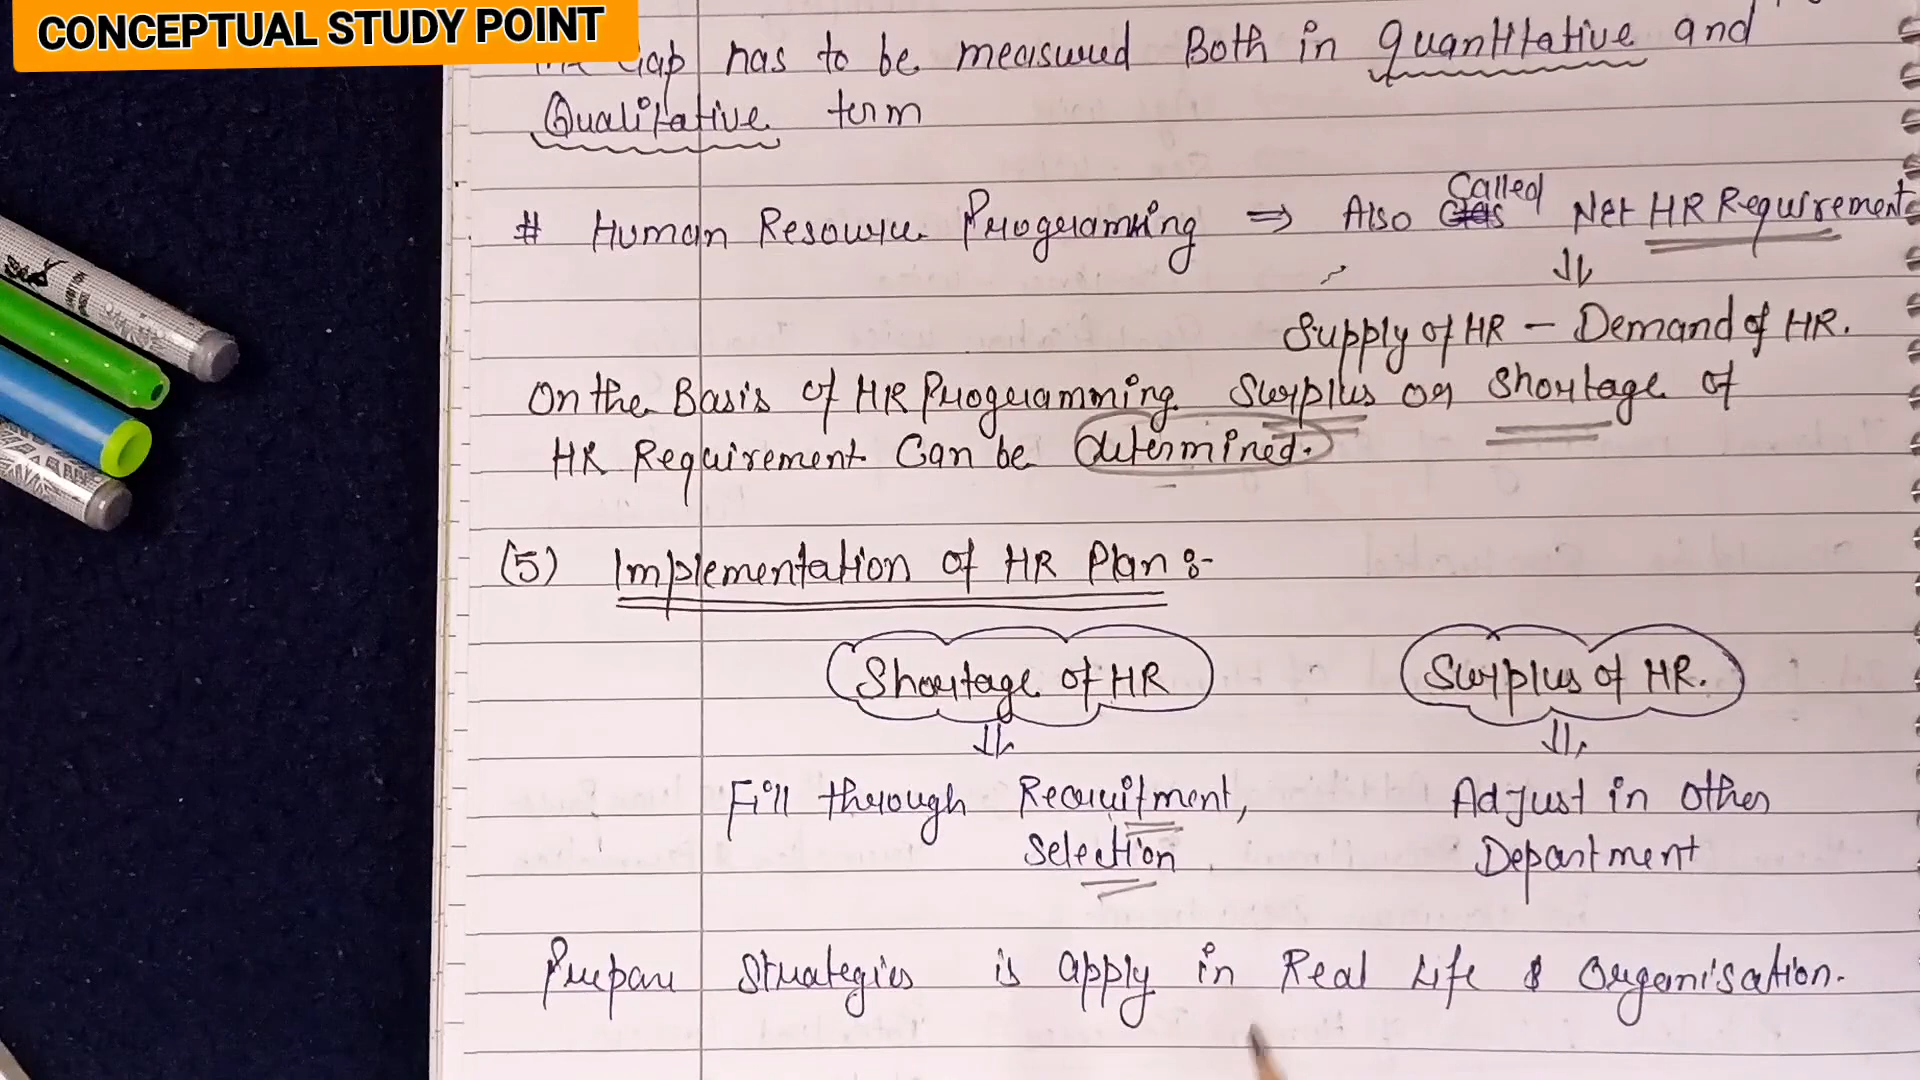 CONCEPTUAL STUDY POINT
Gap has to be measured Both in quantitative and
Qualitative term
# Human Resource Programming ⇒ Also Called Net HR Requirement
⇓
Supply of HR – Demand of HR.
On the Basis of HR Programming Surplus or Shortage of
HR Requirement Can be determined.
(5) Implementation of HR Plan :-
Shortage of HR Surplus of HR.
⇓ ⇓
Fill through Recruitment, Adjust in other
Selection Department
Prepare Strategies is apply in Real Life & Organisation.